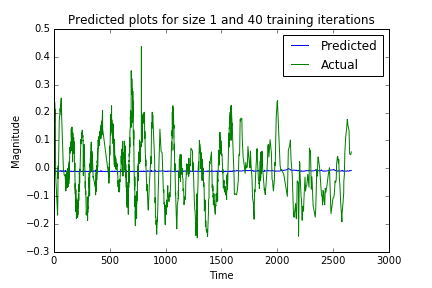 Predicted plots for size 1 and 40 training iterations
0.5
0.4
0.3
0.2
0.1
0.0
−0.1
−0.2
−0.3
Magnitude
Predicted
Actual
0 500 1000 1500 2000 2500 3000
Time